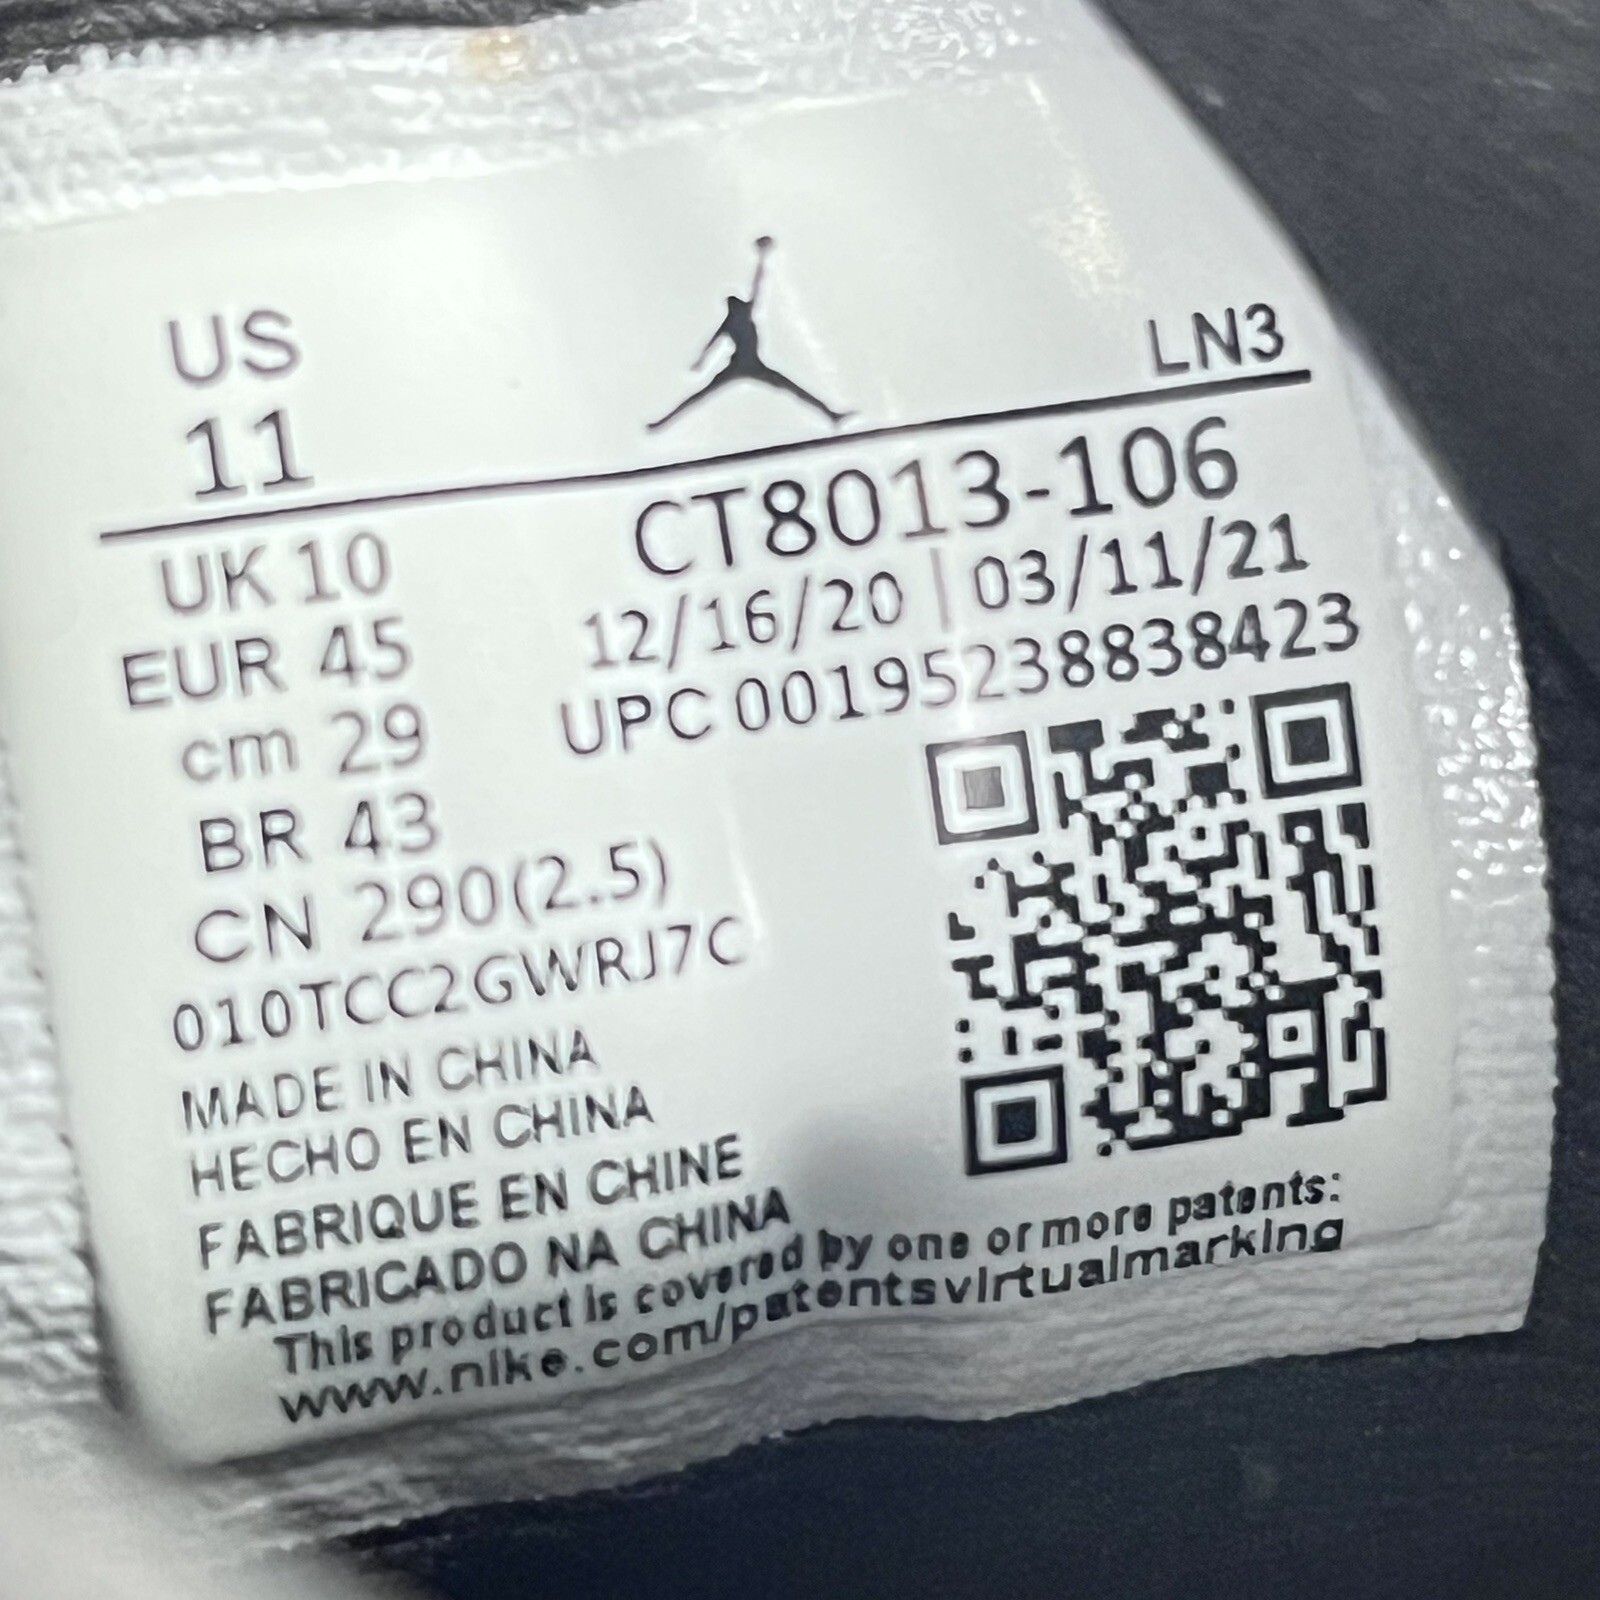 US
11
LN3
UK 10
EUR 45
cm 29
BR 43
CN 290(2.5)
CT8013-106
12/16/20 | 03/11/21
UPC 00195238838423
010TCC2GWRJ7C
MADE IN CHINA
HECHO EN CHINA
FABRIQUE EN CHINE
FABRICADO NA CHINA
This product is covered by one or more patents:
www.nike.com/patentsvirtualmarking